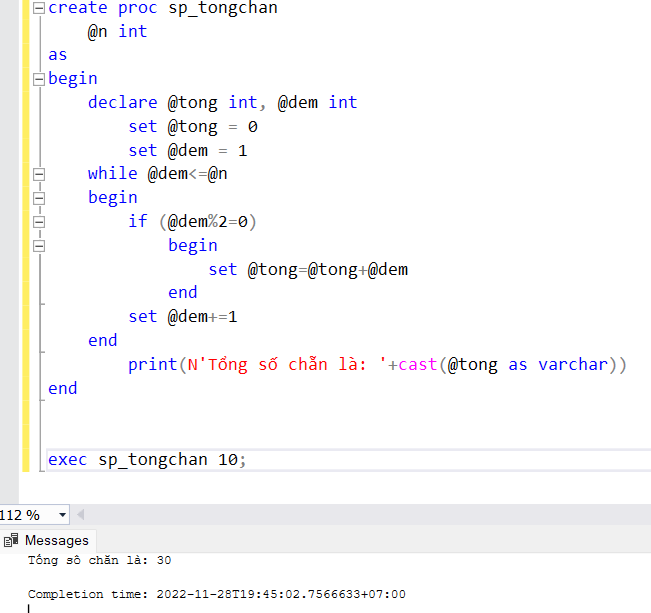 create proc sp_tongchan
@n int
as
begin
declare @tong int, @dem int
set @tong = 0
set @dem = 1
while @dem<=@n
begin
if (@dem%2=0)
begin
set @tong=@tong+@dem
end
set @dem+=1
end
print(N'Tổng số chẵn là: '+cast(@tong as varchar))
end
exec sp_tongchan 10;
112 %
Messages
Tổng số chẵn là: 30
Completion time: 2022-11-28T19:45:02.7566633+07:00